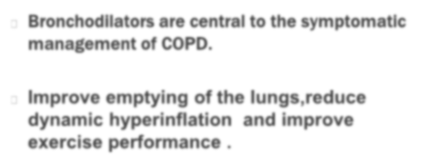 Bronchodilators are central to the symptomatic
management of COPD.
Improve emptying of the lungs,reduce
dynamic hyperinflation and improve
exercise performance .